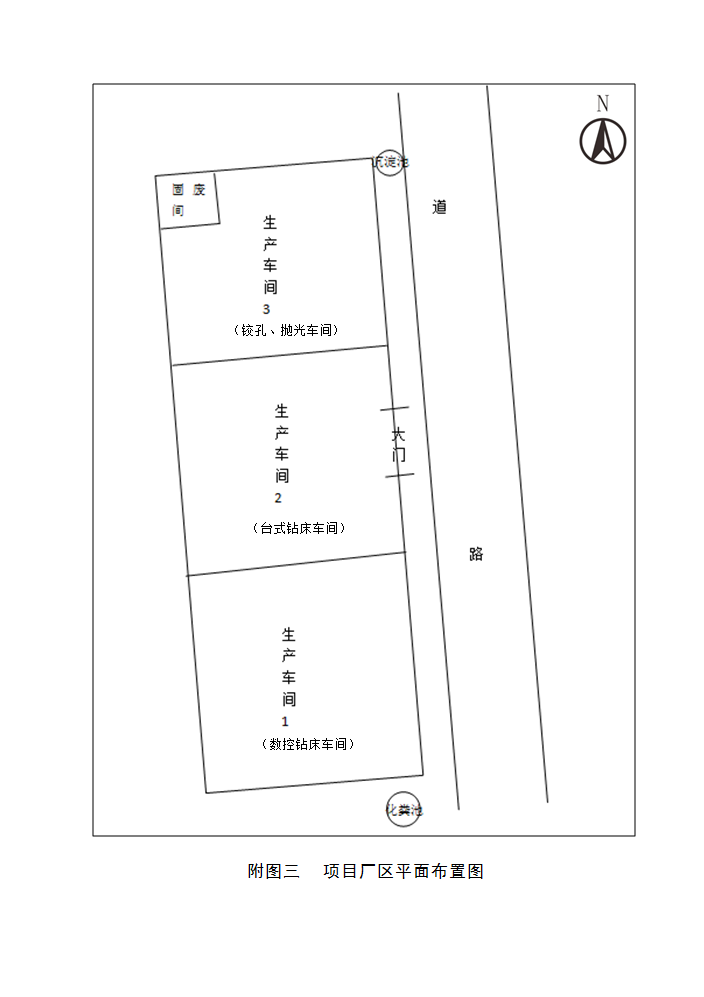 N
沉淀池
固 废
间
道
生产车间3
（铰孔、抛光车间）
生产车间2
（台式钻床车间）
大门
路
生产车间1
（数控钻床车间）
化粪池
附图三 项目厂区平面布置图